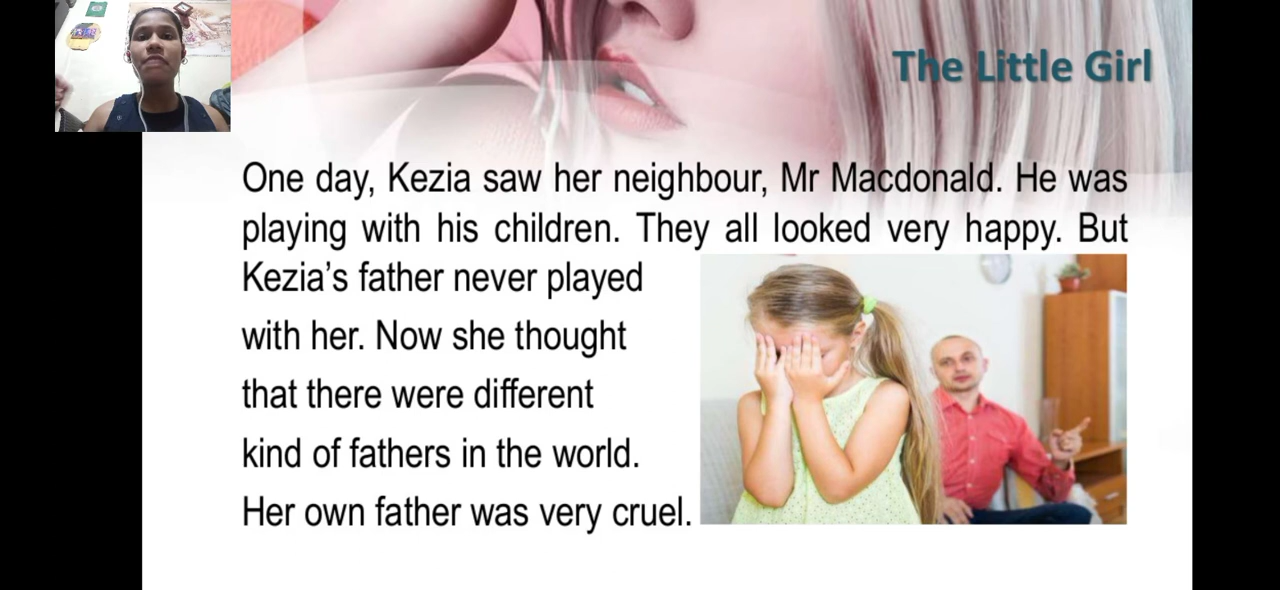 The Little Girl
One day, Kezia saw her neighbour, Mr Macdonald. He was
playing with his children. They all looked very happy. But
Kezia's father never played
with her. Now she thought
that there were different
kind of fathers in the world.
Her own father was very cruel.